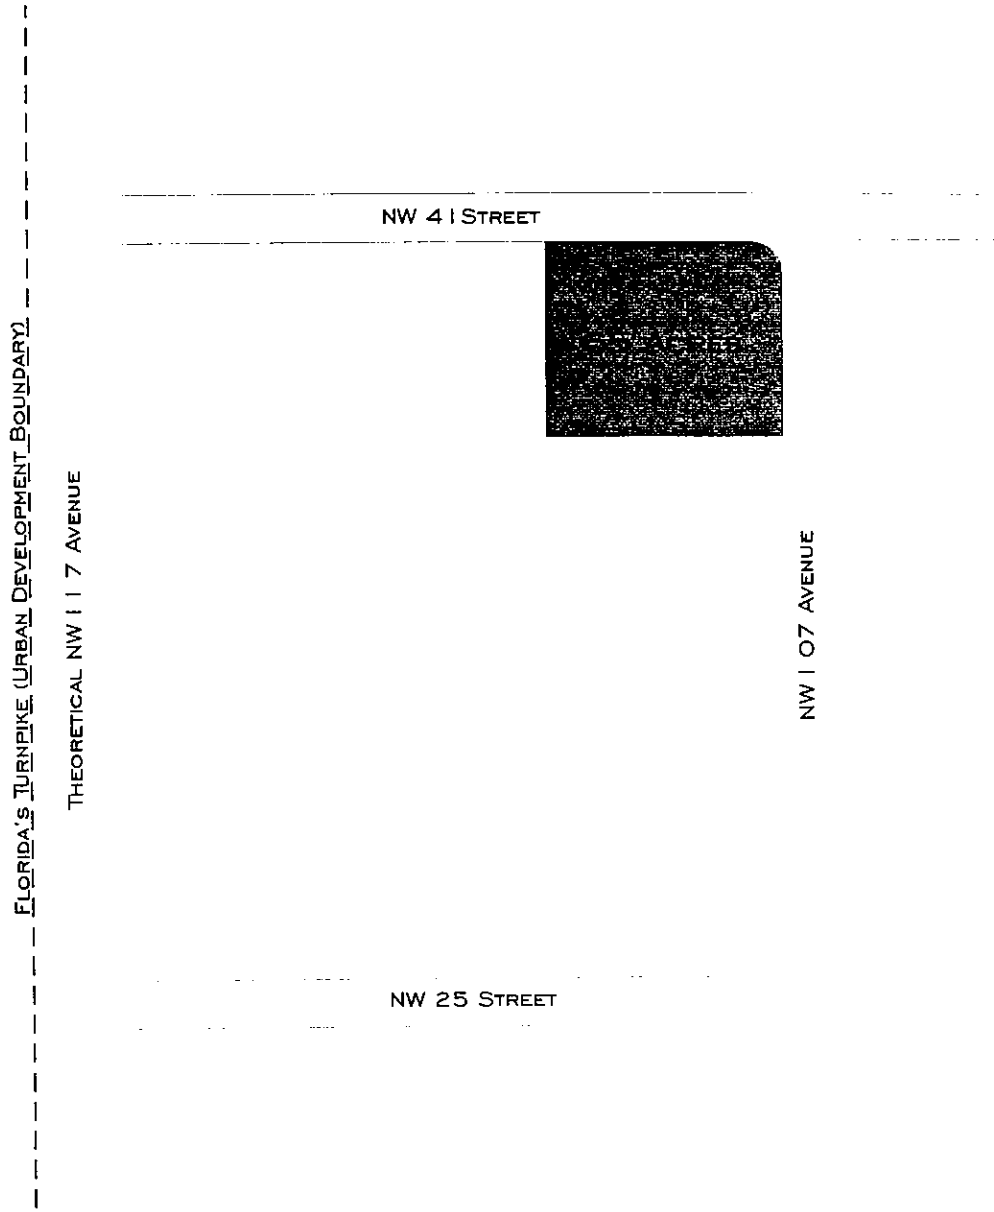 NW 41 STREET
FLORIDA'S TURNPIKE (URBAN DEVELOPMENT BOUNDARY)
THEORETICAL NW 117 AVENUE
NW 107 AVENUE
NW 25 STREET